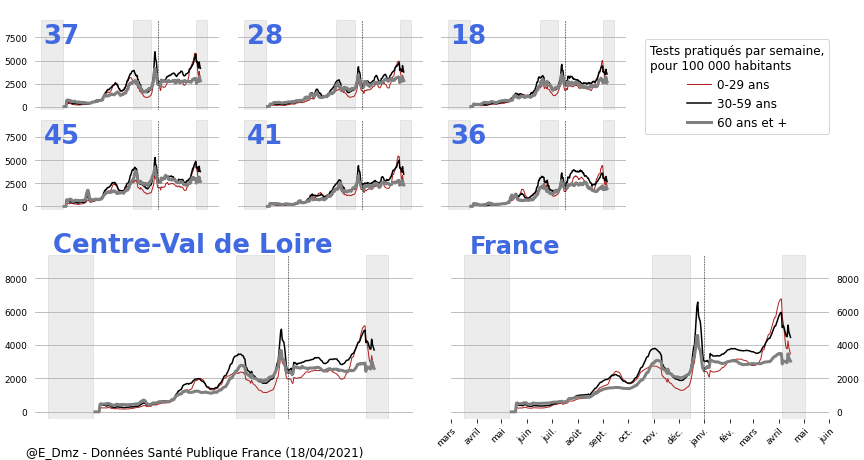 37
28
18
7500
5000
2500
0
Tests pratiqués par semaine,
pour 100 000 habitants
0-29 ans
30-59 ans
60 ans et +
45
41
36
7500
5000
2500
0
Centre-Val de Loire
France
8000
6000
4000
2000
0
8000
6000
4000
2000
0
mars avril mai juin juil. août sept. oct. nov. déc. janv. fév. mars avril mai juin
@E_Dmz - Données Santé Publique France (18/04/2021)